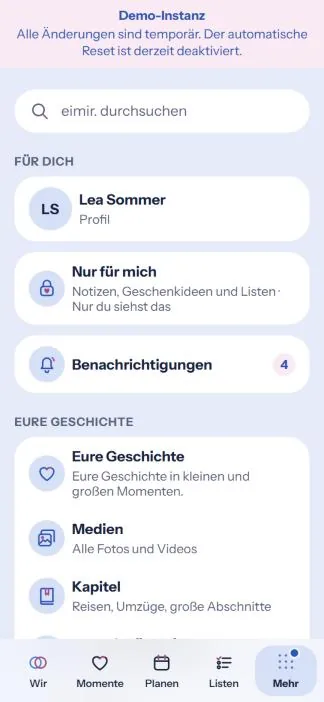 Demo-Instanz
Alle Änderungen sind temporär. Der automatische
Reset ist derzeit deaktiviert.
eimir. durchsuchen
FÜR DICH
LS
Lea Sommer
Profil
Nur für mich
Notizen, Geschenkideen und Listen ·
Nur du siehst das
Benachrichtigungen
4
EURE GESCHICHTE
Eure Geschichte
Eure Geschichte in kleinen und
großen Momenten.
Medien
Alle Fotos und Videos
Kapitel
Reisen, Umzüge, große Abschnitte
Wir
Momente
Planen
Listen
Mehr